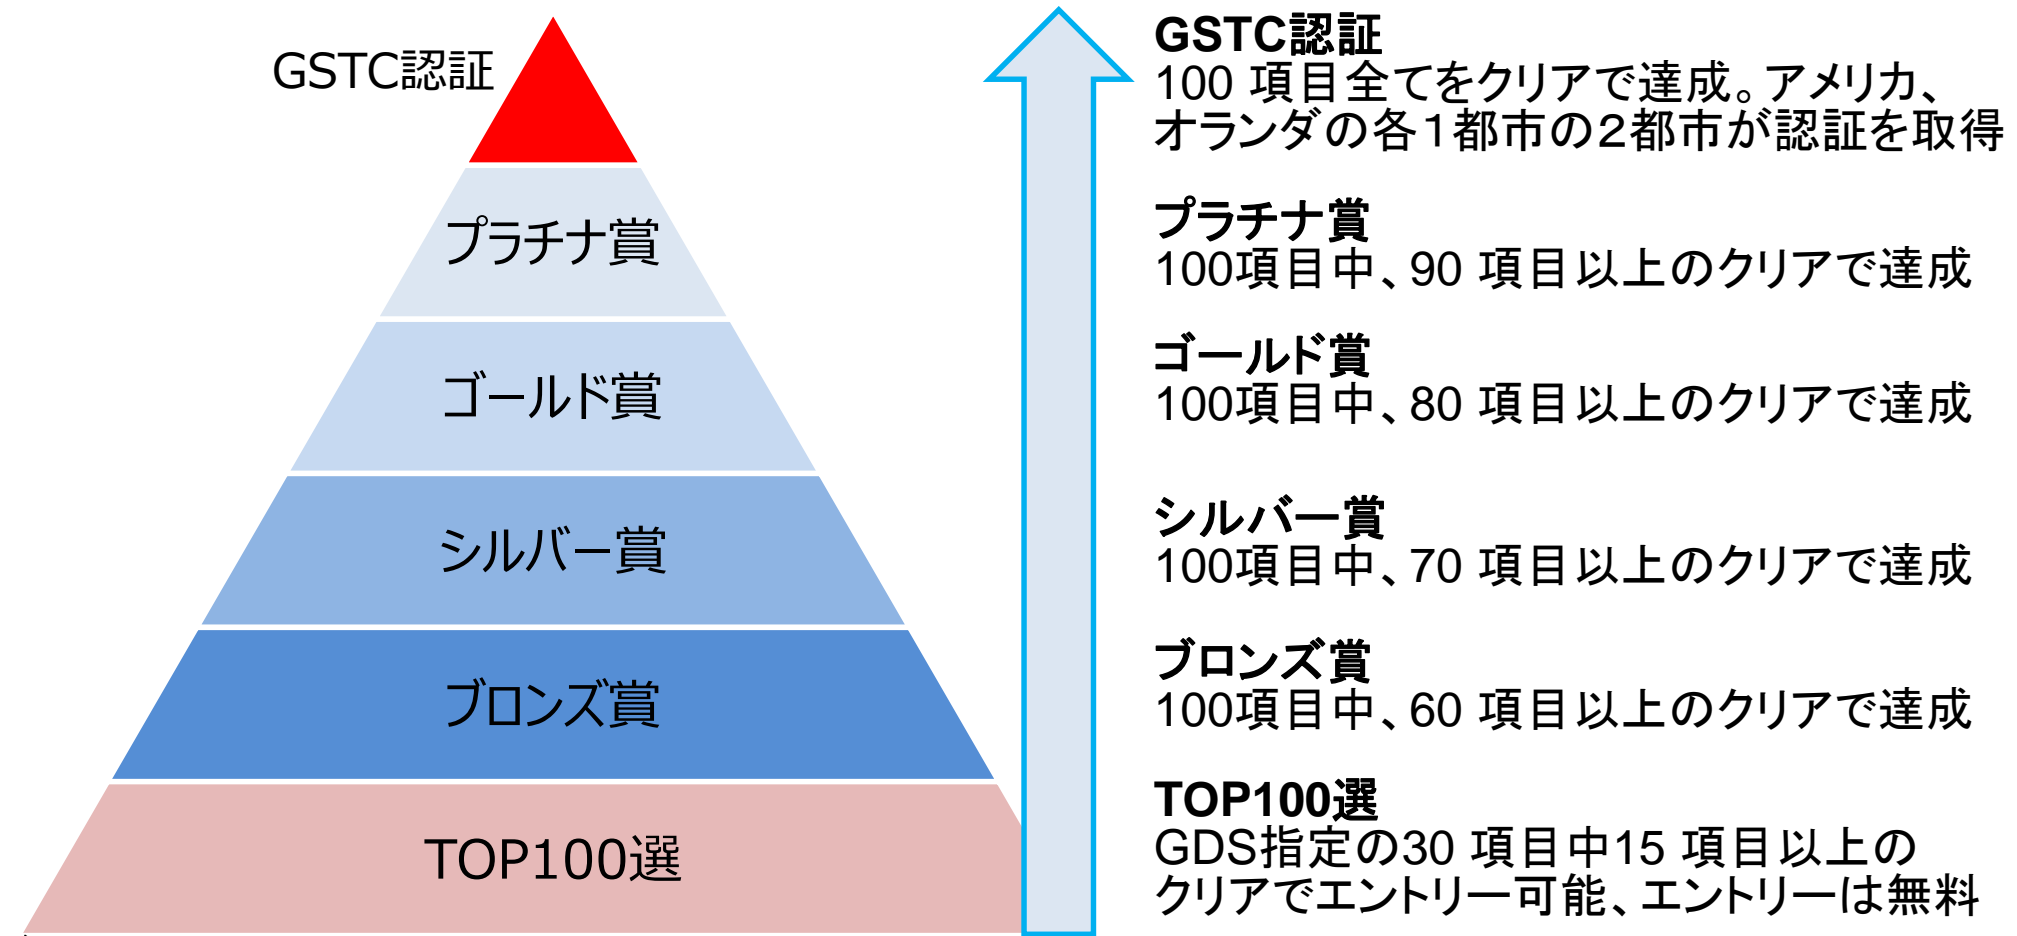 GSTC認証
プラチナ賞
ゴールド賞
シルバー賞
ブロンズ賞
TOP100選
GSTC認証
100 項目全てをクリアで達成。アメリカ、
オランダの各1都市の2都市が認証を取得
プラチナ賞
100項目中、90 項目以上のクリアで達成
ゴールド賞
100項目中、80 項目以上のクリアで達成
シルバー賞
100項目中、70 項目以上のクリアで達成
ブロンズ賞
100項目中、60 項目以上のクリアで達成
TOP100選
GDS指定の30 項目中15 項目以上の
クリアでエントリー可能、エントリーは無料